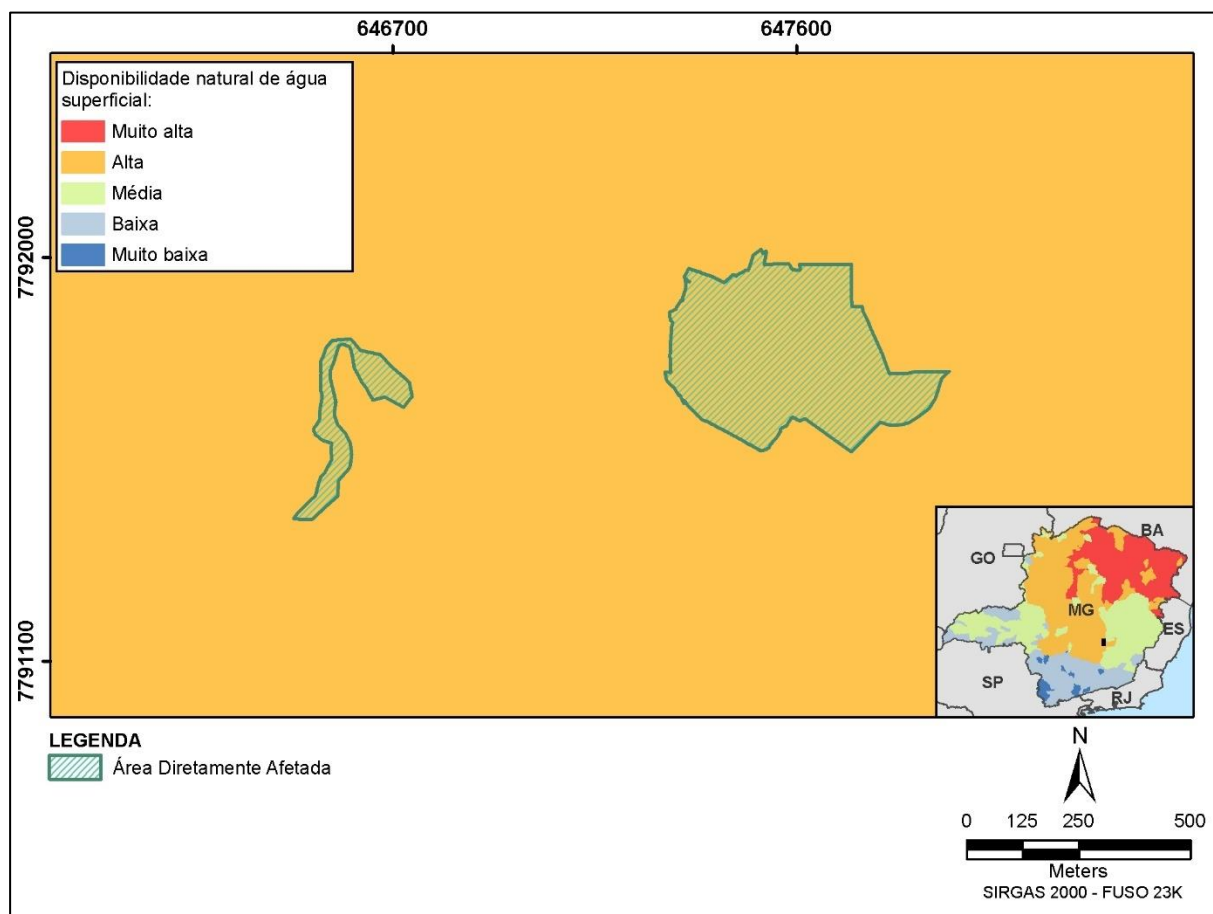 646700
647600
7792000
7791100
Disponibilidade natural de água
superficial:
Muito alta
Alta
Média
Baixa
Muito baixa
BA
GO
MG
ES
SP
RJ
LEGENDA
Área Diretamente Afetada
N
0 125 250 500
Meters
SIRGAS 2000 - FUSO 23K